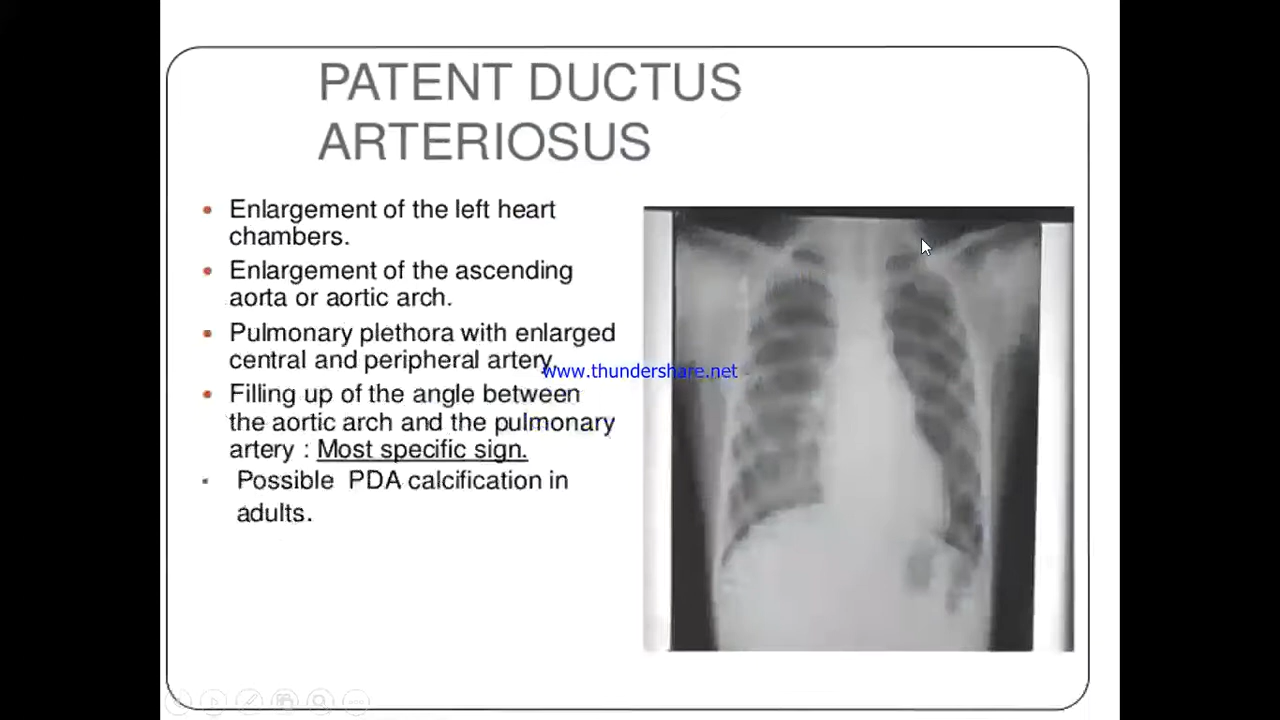 PATENT DUCTUS
ARTERIOSUS
• Enlargement of the left heart
chambers.
• Enlargement of the ascending
aorta or aortic arch.
• Pulmonary plethora with enlarged
central and peripheral artery.
www.thundershare.net
• Filling up of the angle between
the aortic arch and the pulmonary
artery : Most specific sign.
▪ Possible PDA calcification in
adults.